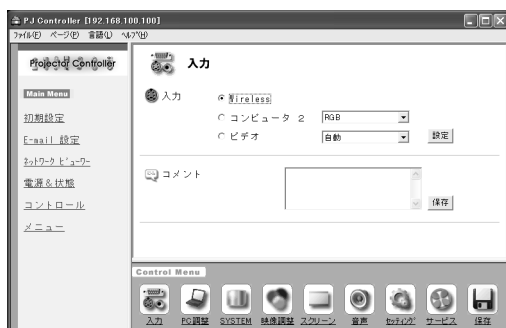 PJ Controller [192.168.100.100]
ファイル(F) ページ(P) 言語(L) ヘルプ(H)
Projector Controller
入力
Main Menu
初期設定
E-mail 設定
ネットワーク ビューワー
電源&状態
コントロール
メニュー
入力
Wireless
コンピュータ 2 RGB
ビデオ 自動 設定
コメント
保存
Control Menu
入力 PC調整 SYSTEM 映像調整 スクリーン 音声 セッティング サービス 保存